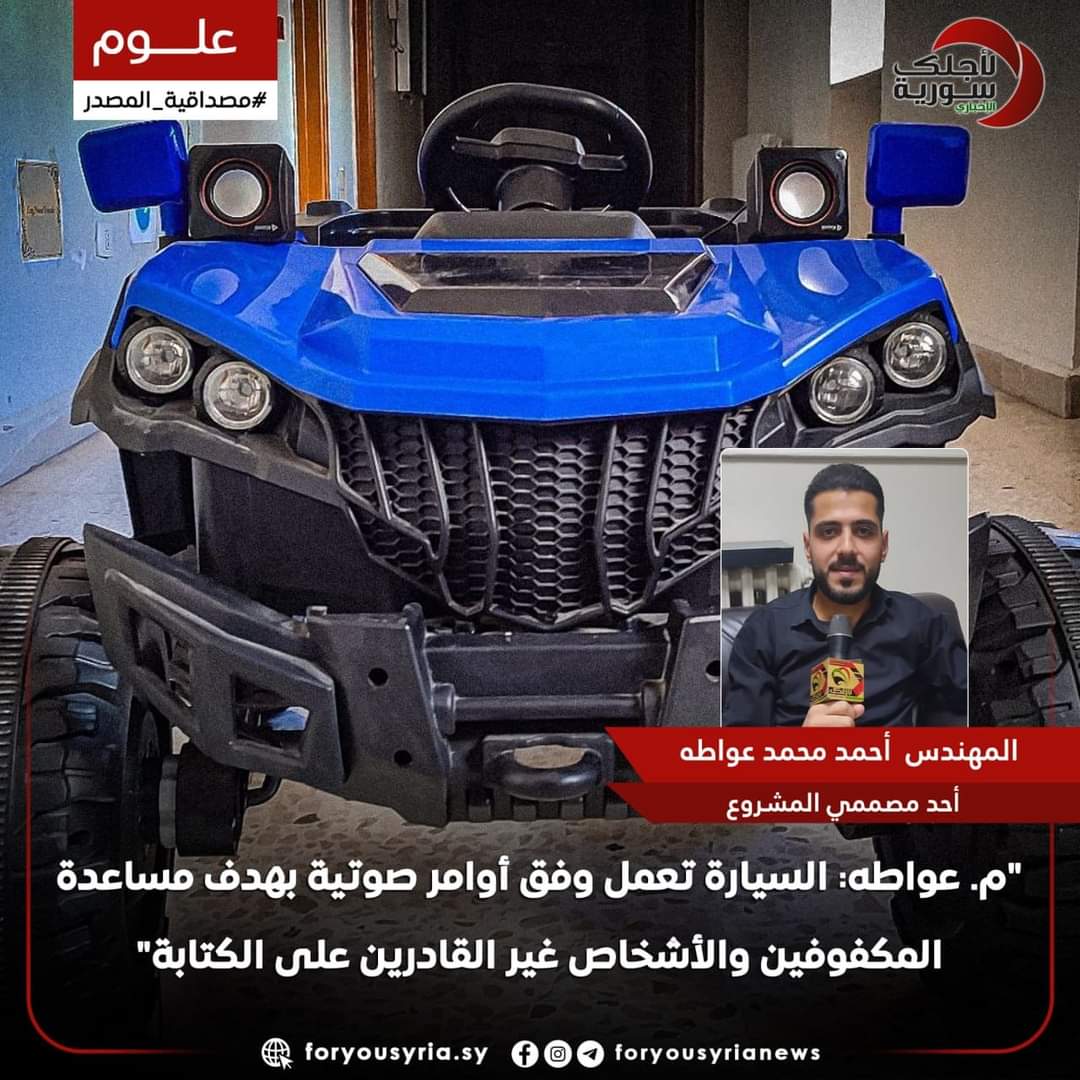 علـــوم
#مصداقية_المصدر
لأجلك
سورية
الأخباري
المهندس أحمد محمد عواطه
أحد مصممي المشروع
"م. عواطه: السيارة تعمل وفق أوامر صوتية بهدف مساعدة
المكفوفين والأشخاص غير القادرين على الكتابة"
foryousyria.sy foryousyrianews